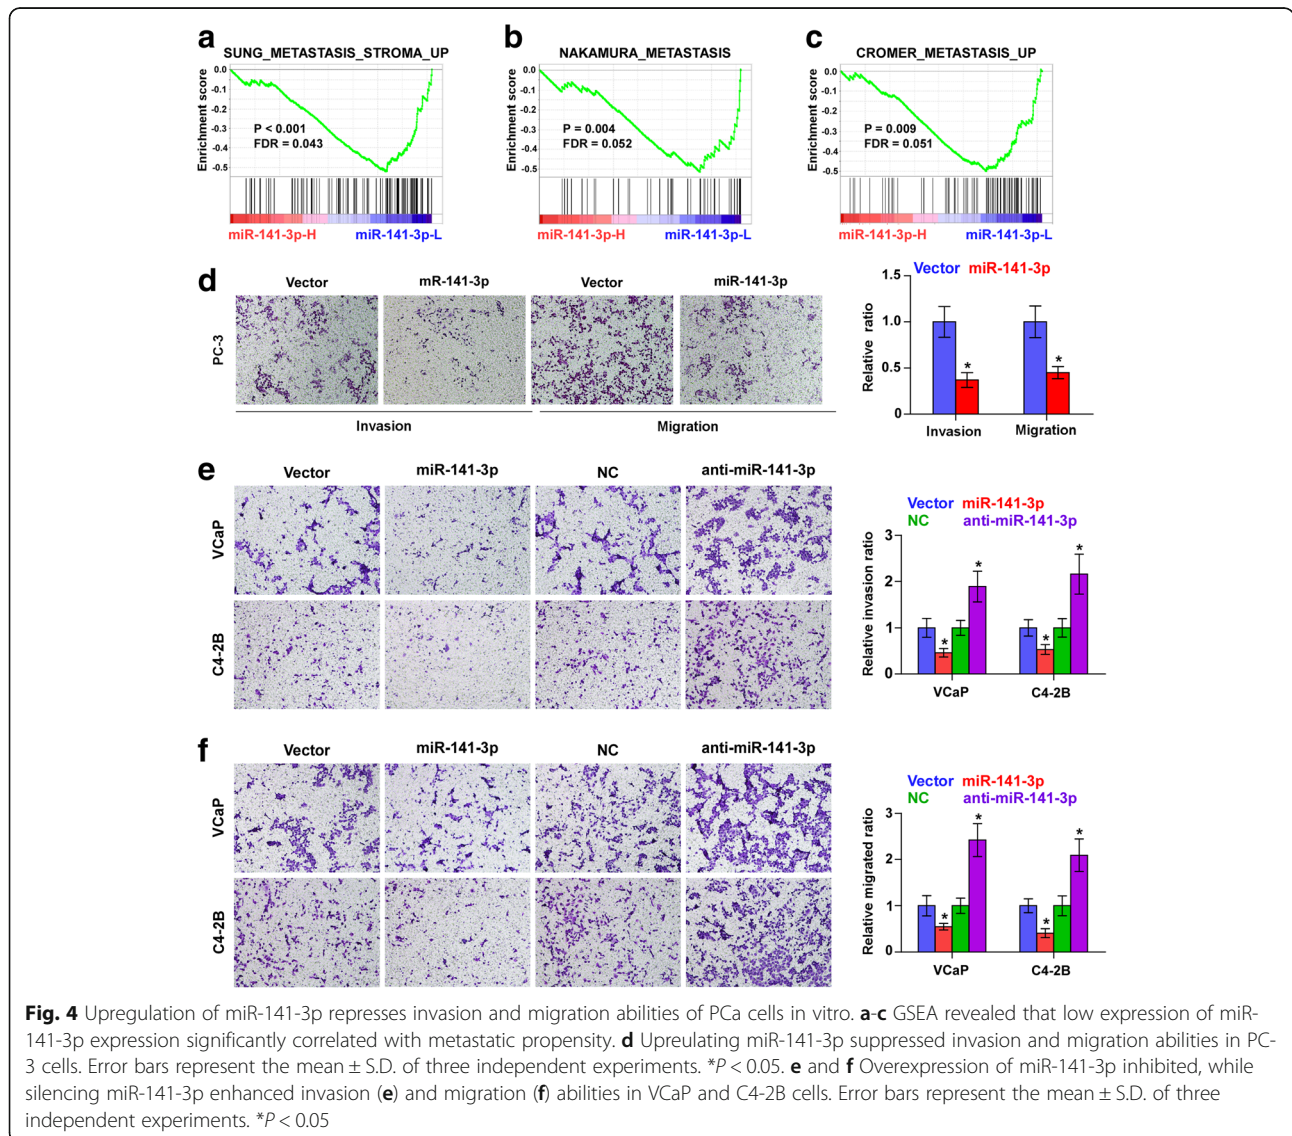 a
SUNG_METASTASIS_STROMA_UP
Enrichment score
0.0
-0.1
-0.2
-0.3
-0.4
-0.5
P < 0.001
FDR = 0.043
miR-141-3p-H
miR-141-3p-L
b
NAKAMURA_METASTASIS
Enrichment score
0.0
-0.1
-0.2
-0.3
-0.4
-0.5
P = 0.004
FDR = 0.052
miR-141-3p-H
miR-141-3p-L
c
CROMER_METASTASIS_UP
Enrichment score
0.0
-0.1
-0.2
-0.3
-0.4
-0.5
P = 0.009
FDR = 0.051
miR-141-3p-H
miR-141-3p-L
d
Vector mR-141-3p Vector miR-141-3p
PC-3
Invasion Migration
Vector miR-141-3p
Relative ratio
1.5
1.0
0.5
0
* *
Invasion Migration
e
Vector miR-141-3p NC anti-miR-141-3p
VCaP
C4-2B
Vector miR-141-3p
NC anti-miR-141-3p
Relative invasion ratio
3
2
1
0
* * * *
VCaP C4-2B
f
Vector miR-141-3p NC anti-miR-141-3p
VCaP
C4-2B
Vector miR-141-3p
NC anti-miR-141-3p
Relative migrated ratio
3
2
1
0
* * * *
VCaP C4-2B
Fig. 4 Upregulation of miR-141-3p represses invasion and migration abilities of PCa cells in vitro. a-c GSEA revealed that low expression of miR-
141-3p expression significantly correlated with metastatic propensity. d Upreulating miR-141-3p suppressed invasion and migration abilities in PC-
3 cells. Error bars represent the mean ± S.D. of three independent experiments. *P < 0.05. e and f Overexpression of miR-141-3p inhibited, while
silencing miR-141-3p enhanced invasion (e) and migration (f) abilities in VCaP and C4-2B cells. Error bars represent the mean ± S.D. of three
independent experiments. *P < 0.05